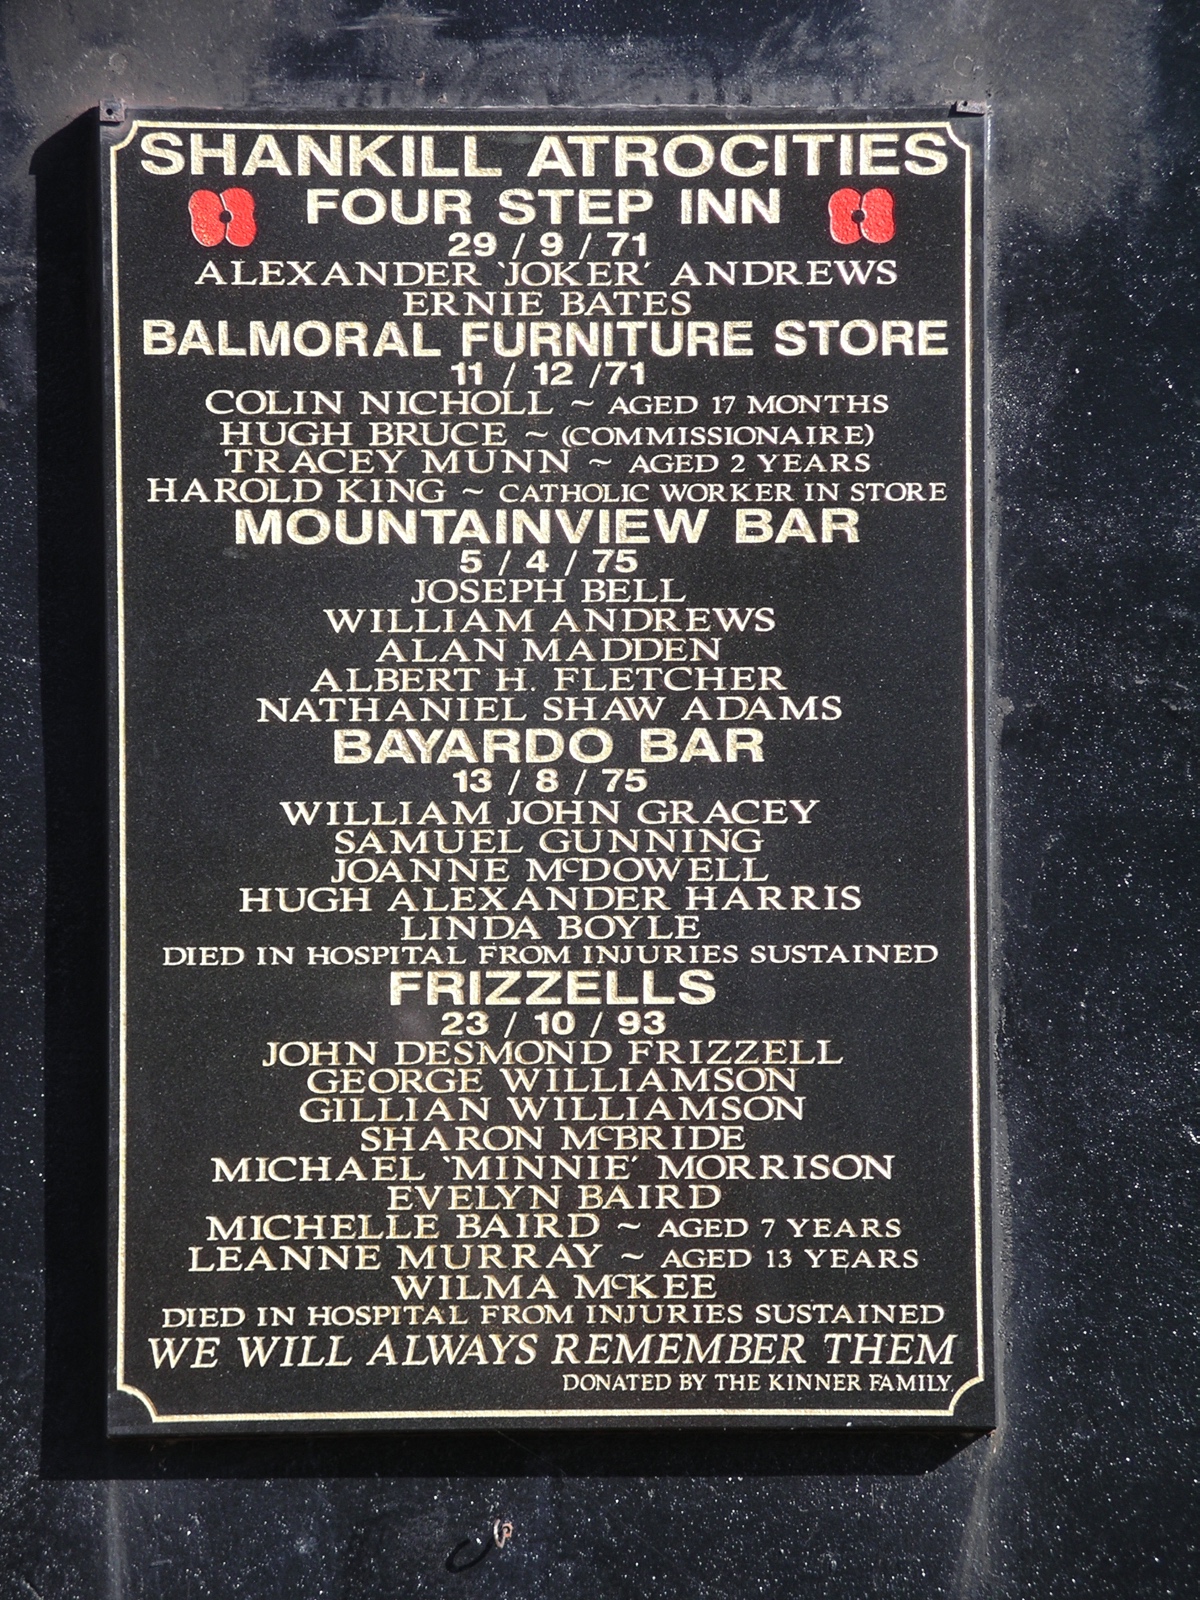 SHANKILL ATROCITIES
FOUR STEP INN
29 / 9 / 71
ALEXANDER 'JOKER' ANDREWS
ERNIE BATES
BALMORAL FURNITURE STORE
11 / 12 /71
COLIN NICHOLL ~ AGED 17 MONTHS
HUGH BRUCE ~ (COMMISSIONAIRE)
TRACEY MUNN ~ AGED 2 YEARS
HAROLD KING ~ CATHOLIC WORKER IN STORE
MOUNTAINVIEW BAR
5 / 4 / 75
JOSEPH BELL
WILLIAM ANDREWS
ALAN MADDEN
ALBERT H. FLETCHER
NATHANIEL SHAW ADAMS
BAYARDO BAR
13 / 8 / 75
WILLIAM JOHN GRACEY
SAMUEL GUNNING
JOANNE McDOWELL
HUGH ALEXANDER HARRIS
LINDA BOYLE
DIED IN HOSPITAL FROM INJURIES SUSTAINED
FRIZZELLS
23 / 10 / 93
JOHN DESMOND FRIZZELL
GEORGE WILLIAMSON
GILLIAN WILLIAMSON
SHARON McBRIDE
MICHAEL 'MINNIE' MORRISON
EVELYN BAIRD
MICHELLE BAIRD ~ AGED 7 YEARS
LEANNE MURRAY ~ AGED 13 YEARS
WILMA McKEE
DIED IN HOSPITAL FROM INJURIES SUSTAINED
WE WILL ALWAYS REMEMBER THEM
DONATED BY THE KINNER FAMILY.